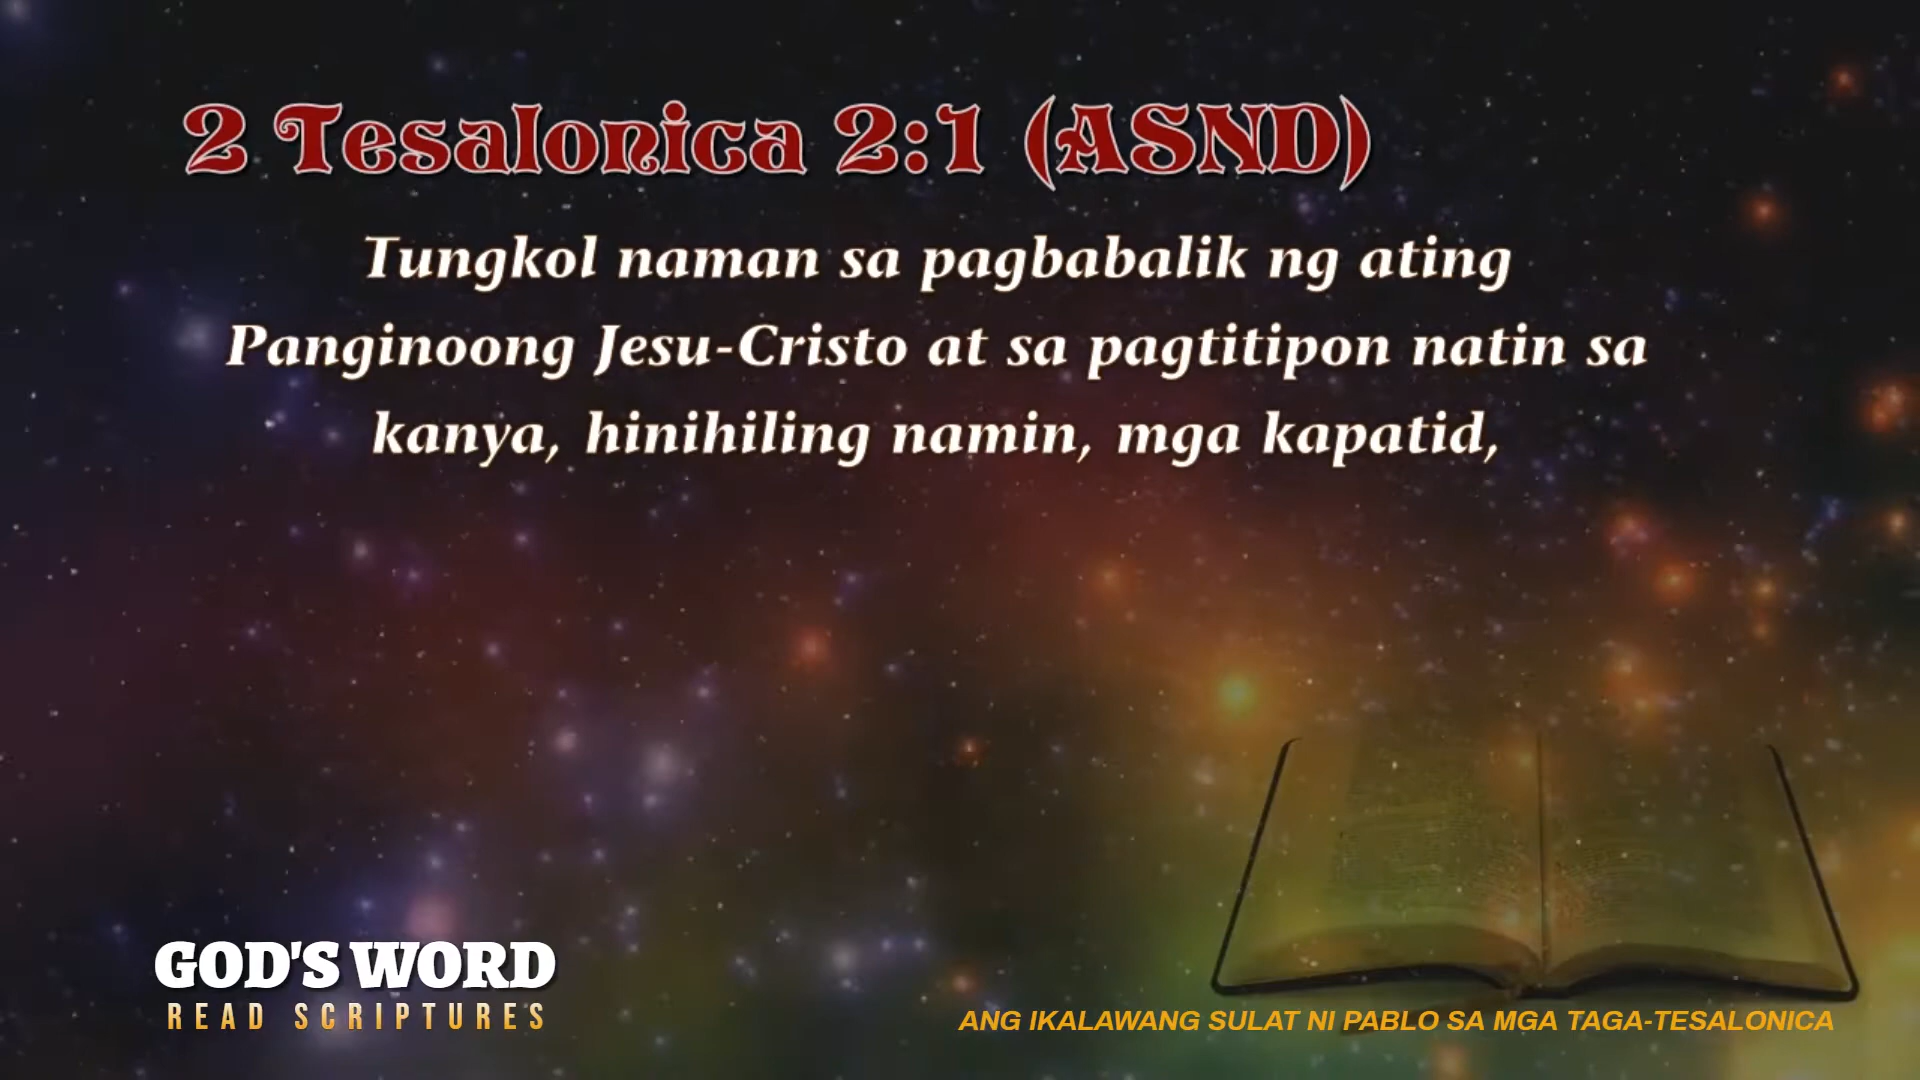 2 Tesalonica 2:1 (ASND)
Tungkol naman sa pagbabalik ng ating
Panginoong Jesu-Cristo at sa pagtitipon natin sa
kanya, hinihiling namin, mga kapatid,
GOD'S WORD
READ SCRIPTURES
ANG IKALAWANG SULAT NI PABLO SA MGA TAGA-TESALONICA